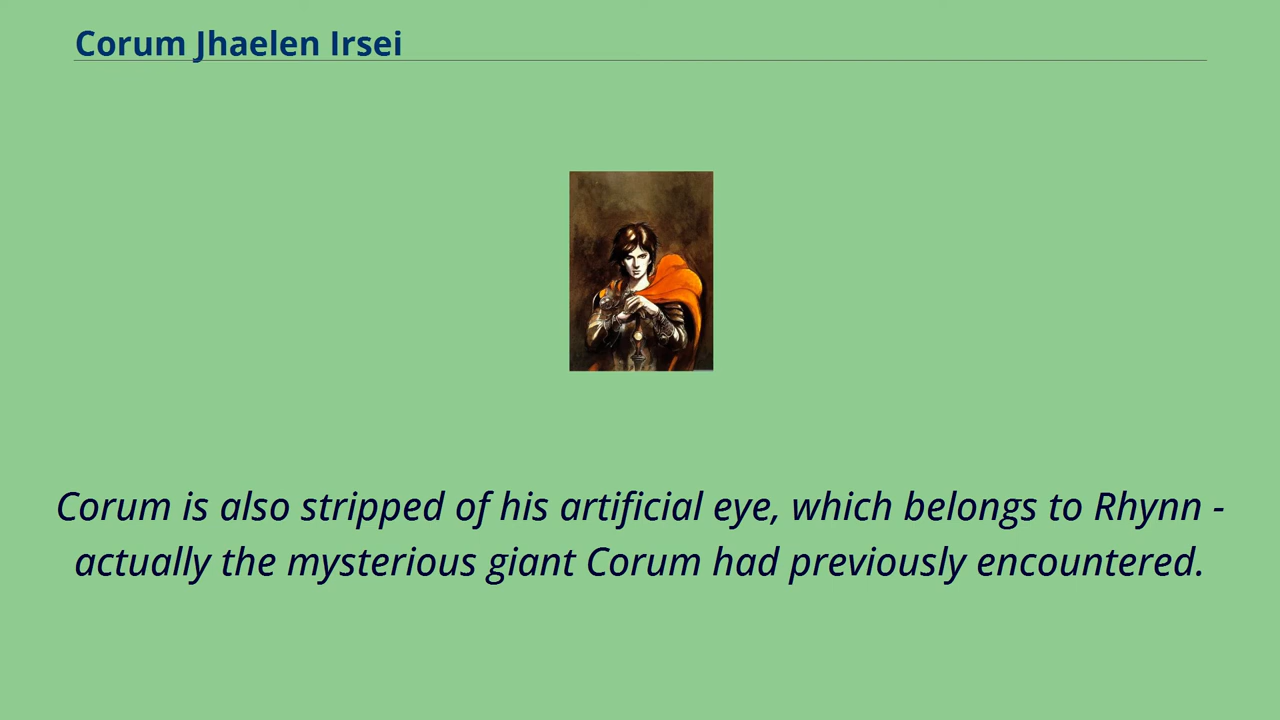 Corum Jhaelen Irsei
Corum is also stripped of his artificial eye, which belongs to Rhynn -
actually the mysterious giant Corum had previously encountered.